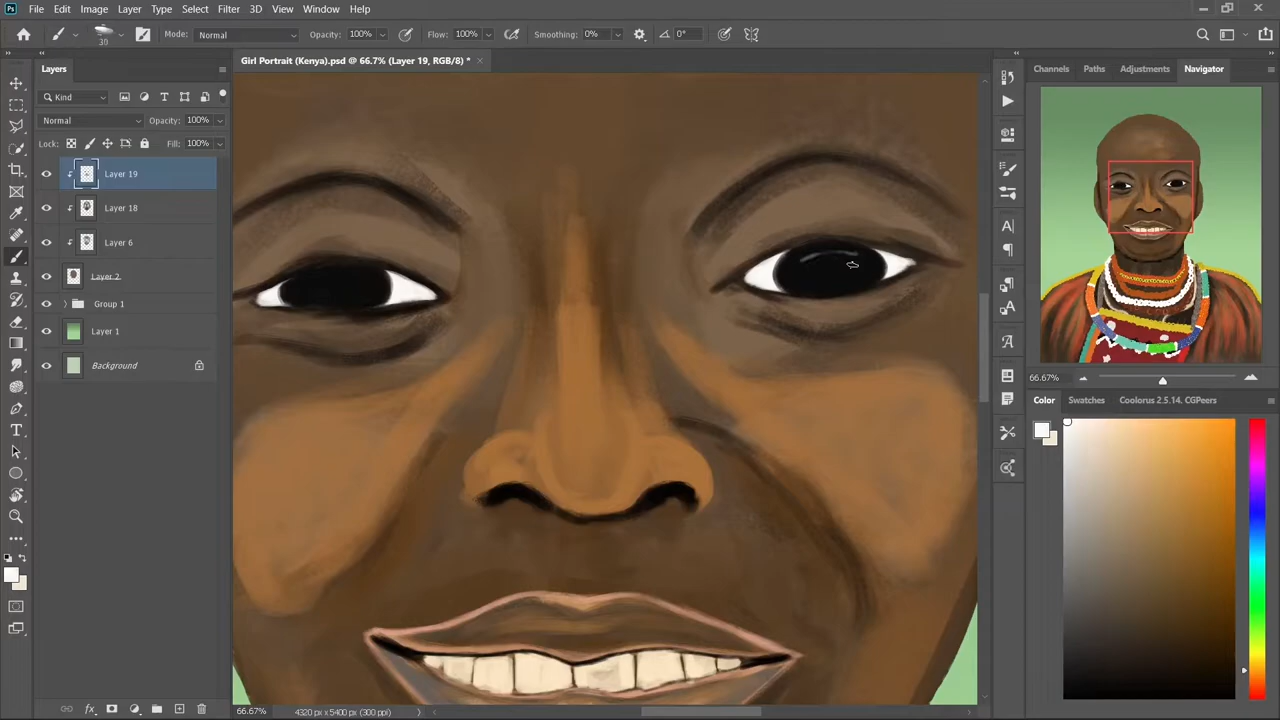 Ps File Edit Image Layer Type Select Filter 3D View Window Help
30 Mode: Normal Opacity: 100% Flow: 100% Smoothing: 0% 0°
Layers
Girl Portrait (Kenya).psd @ 66.7% (Layer 19, RGB/8) *
Channels Paths Adjustments Navigator
Kind
Normal Opacity: 100%
Lock: Fill: 100%
Layer 19
Layer 18
Layer 6
Layer 2
Group 1
Layer 1
Background
66.67%
Color Swatches Coolorus 2.5.14. CGPeers
66.67% 4320 px x 5400 px (300 ppi)